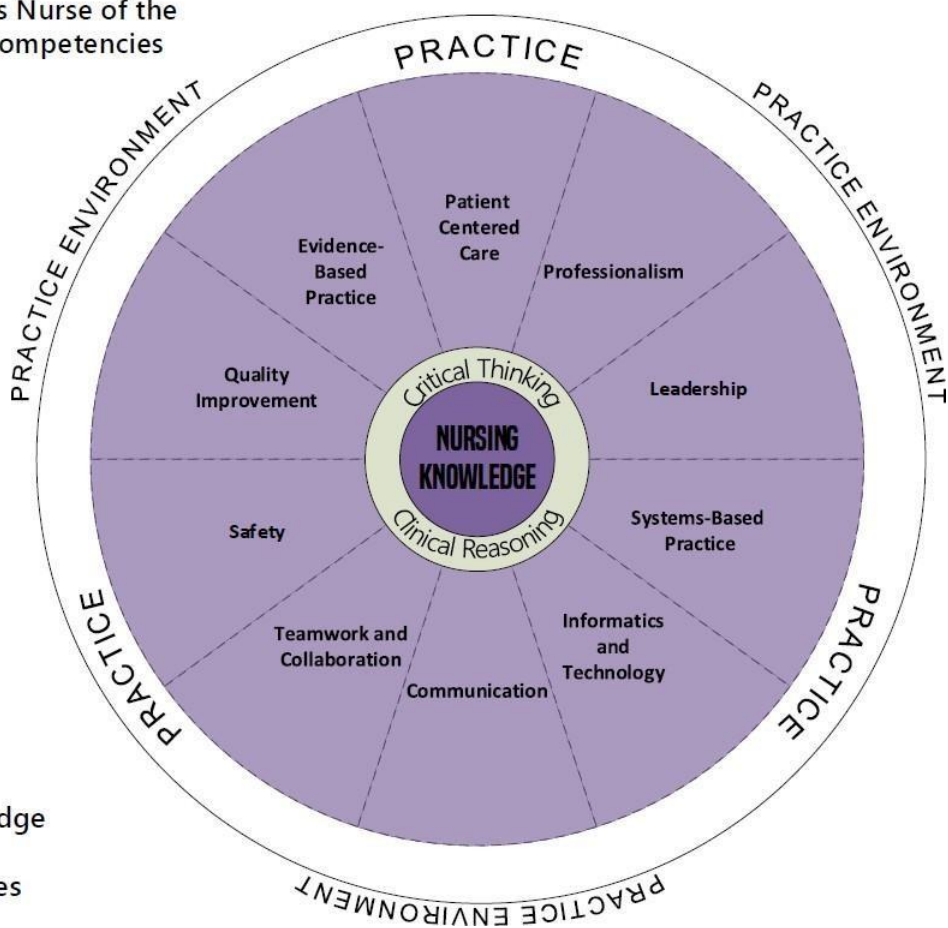 s Nurse of the
ompetencies
PRACTICE
PRACTICE ENVIRONMENT
PRACTICE ENVIRONMENT
Patient
Centered
Care
Evidence-
Based
Practice
Professionalism
Quality
Improvement
Leadership
Critical Thinking
NURSING
KNOWLEDGE
Clinical Reasoning
Safety
Systems-Based
Practice
Teamwork and
Collaboration
Communication
Informatics
and
Technology
PRACTICE
PRACTICE
dge
es
PRACTICE ENVIRONMENT